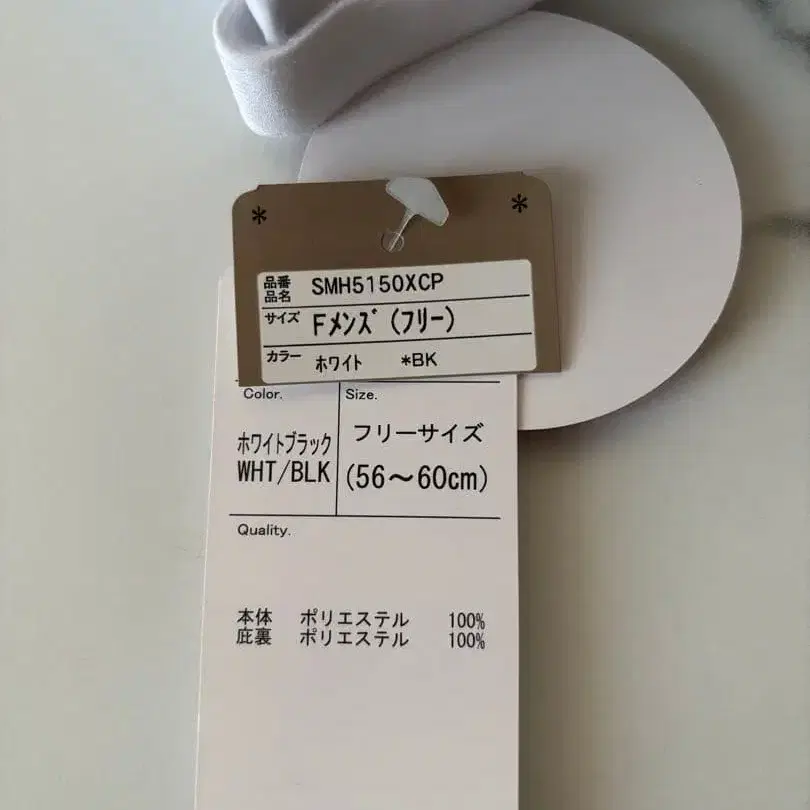 * *
品番
品名 SMH5150XCP
サイズ Fメンズ(フリー)
カラー ホワイト *BK
Color. Size.
ホワイトブラック フリーサイズ
WHT/BLK (56〜60cm)
Quality.
本体 ポリエステル 100%
庇裏 ポリエステル 100%